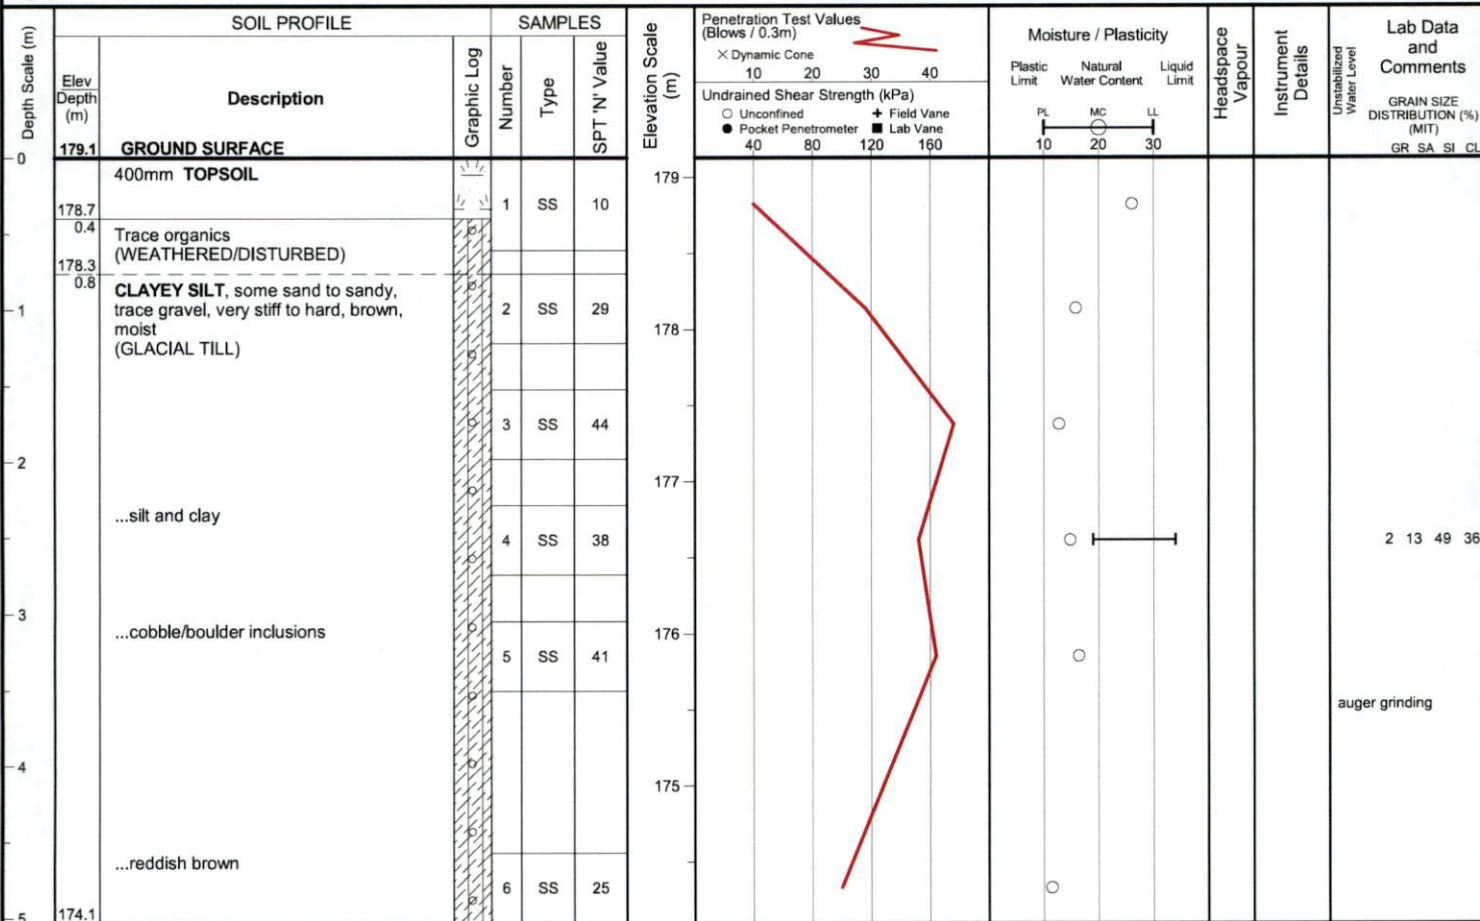 SOIL PROFILE
SAMPLES
Depth Scale (m)
Elev
Depth
(m)
Description
Graphic Log
Number
Type
SPT 'N' Value
Elevation Scale
(m)
Penetration Test Values
(Blows / 0.3m)
× Dynamic Cone
10 20 30 40
Undrained Shear Strength (kPa)
○ Unconfined + Field Vane
● Pocket Penetrometer ■ Lab Vane
40 80 120 160
Moisture / Plasticity
Plastic Natural Liquid
Limit Water Content Limit
PL MC LL
10 20 30
Headspace
Vapour
Instrument
Details
Unstabilized
Water Level
Lab Data
and
Comments
GRAIN SIZE
DISTRIBUTION (%)
(MIT)
GR SA SI CL
179.1 GROUND SURFACE
0
400mm TOPSOIL
179
1 SS 10
178.7
0.4
Trace organics
(WEATHERED/DISTURBED)
178.3
0.8
CLAYEY SILT, some sand to sandy,
trace gravel, very stiff to hard, brown,
moist
(GLACIAL TILL)
1
2 SS 29
178
3 SS 44
2
177
...silt and clay
4 SS 38
2 13 49 36
3
...cobble/boulder inclusions
176
5 SS 41
auger grinding
4
175
...reddish brown
6 SS 25
174.1
5